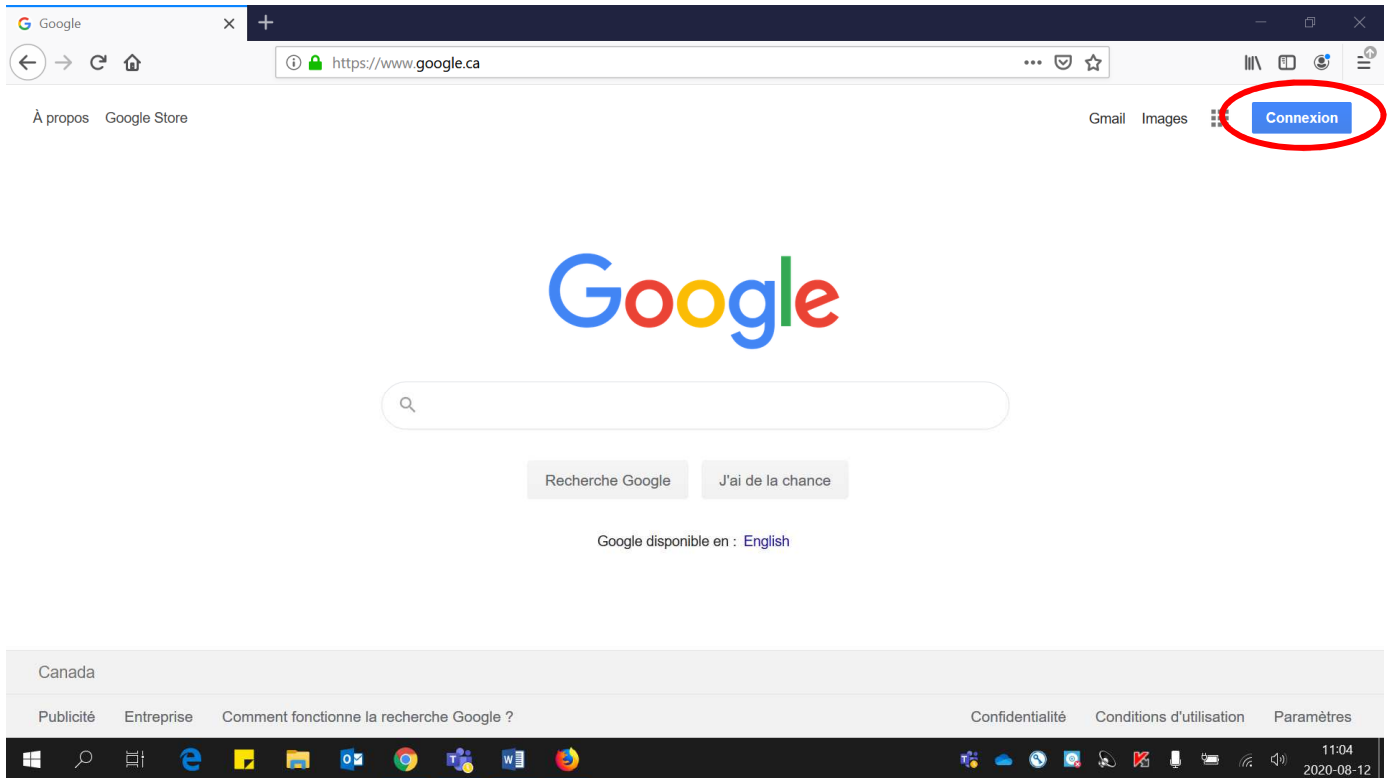 Google
https://www.google.ca
À propos Google Store Gmail Images Connexion
Google
Recherche Google J'ai de la chance
Google disponible en : English
Canada
Publicité Entreprise Comment fonctionne la recherche Google ? Confidentialité Conditions d'utilisation Paramètres
11:04
2020-08-12